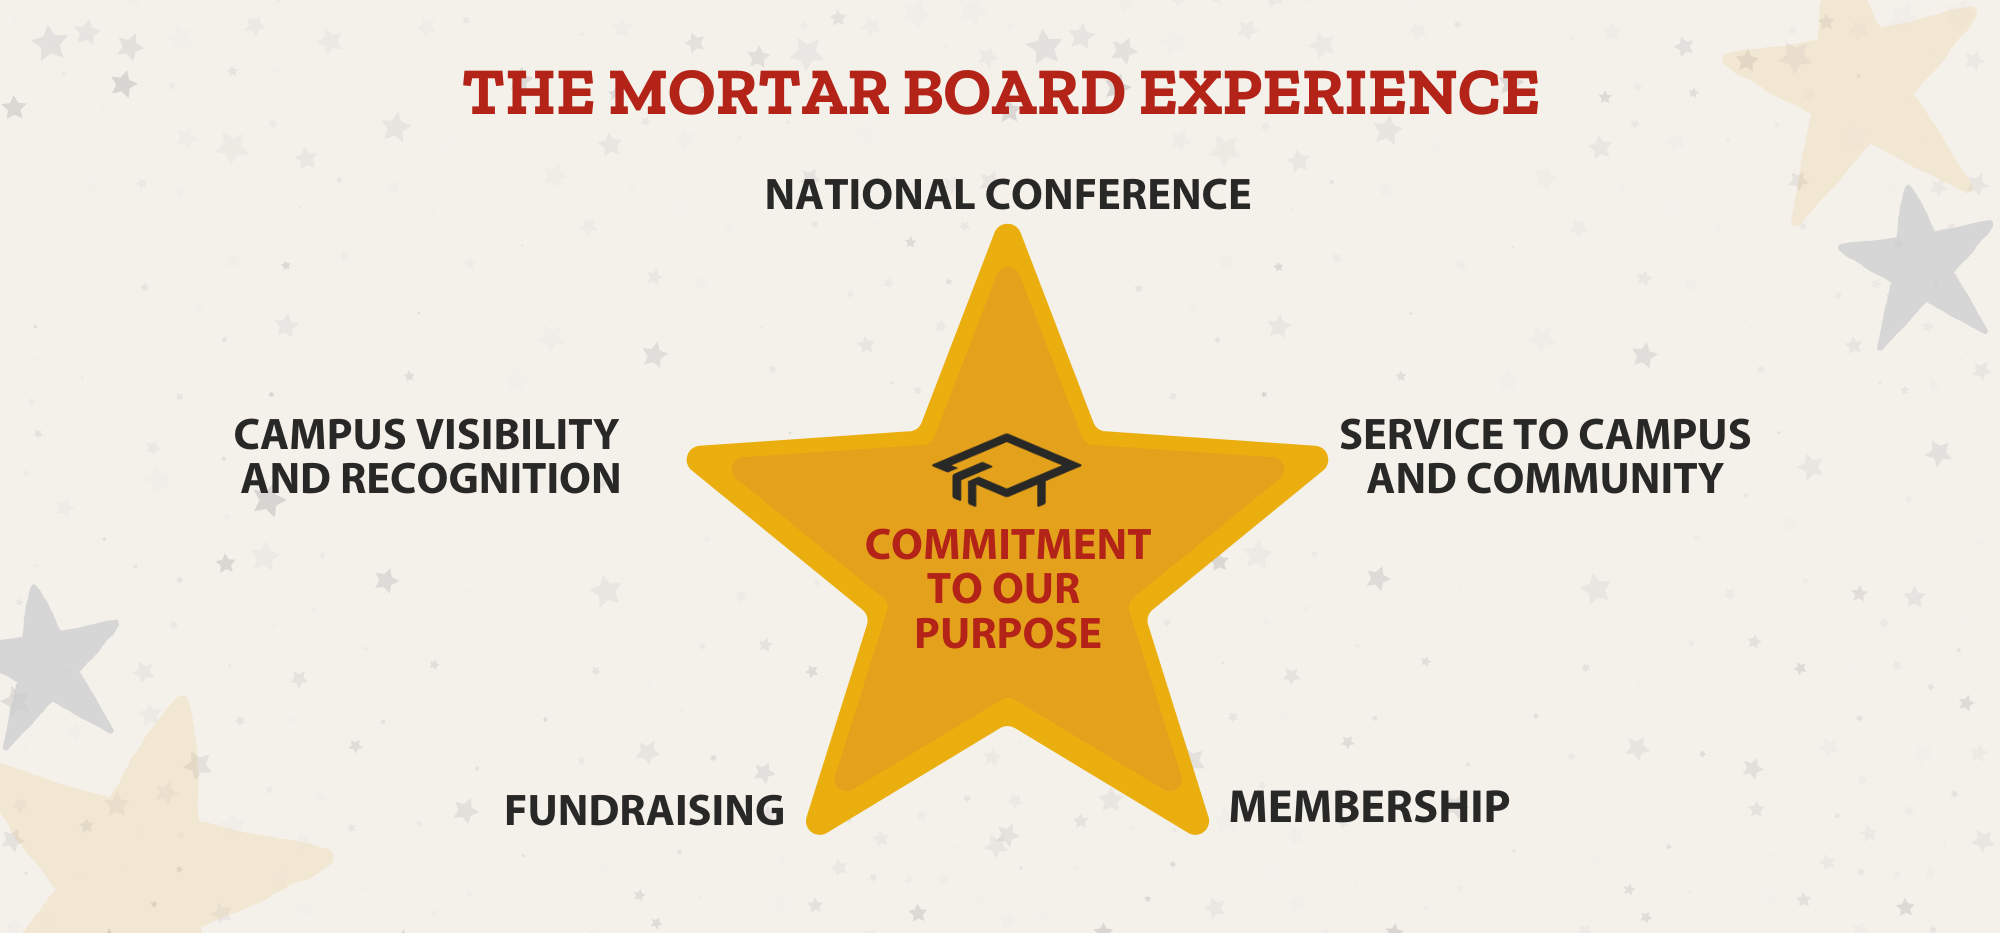 THE MORTAR BOARD EXPERIENCE
NATIONAL CONFERENCE
CAMPUS VISIBILITY
AND RECOGNITION
SERVICE TO CAMPUS
AND COMMUNITY
COMMITMENT
TO OUR
PURPOSE
FUNDRAISING
MEMBERSHIP